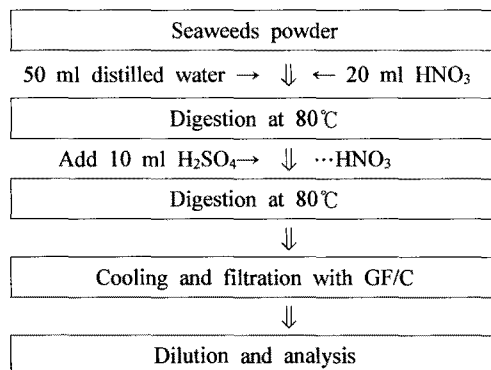 Seaweeds powder
50 ml distilled water → ⇓ ← 20 ml HNO₃
Digestion at 80℃
Add 10 ml H₂SO₄→ ⇓ ⋯HNO₃
Digestion at 80℃
⇓
Cooling and filtration with GF/C
⇓
Dilution and analysis